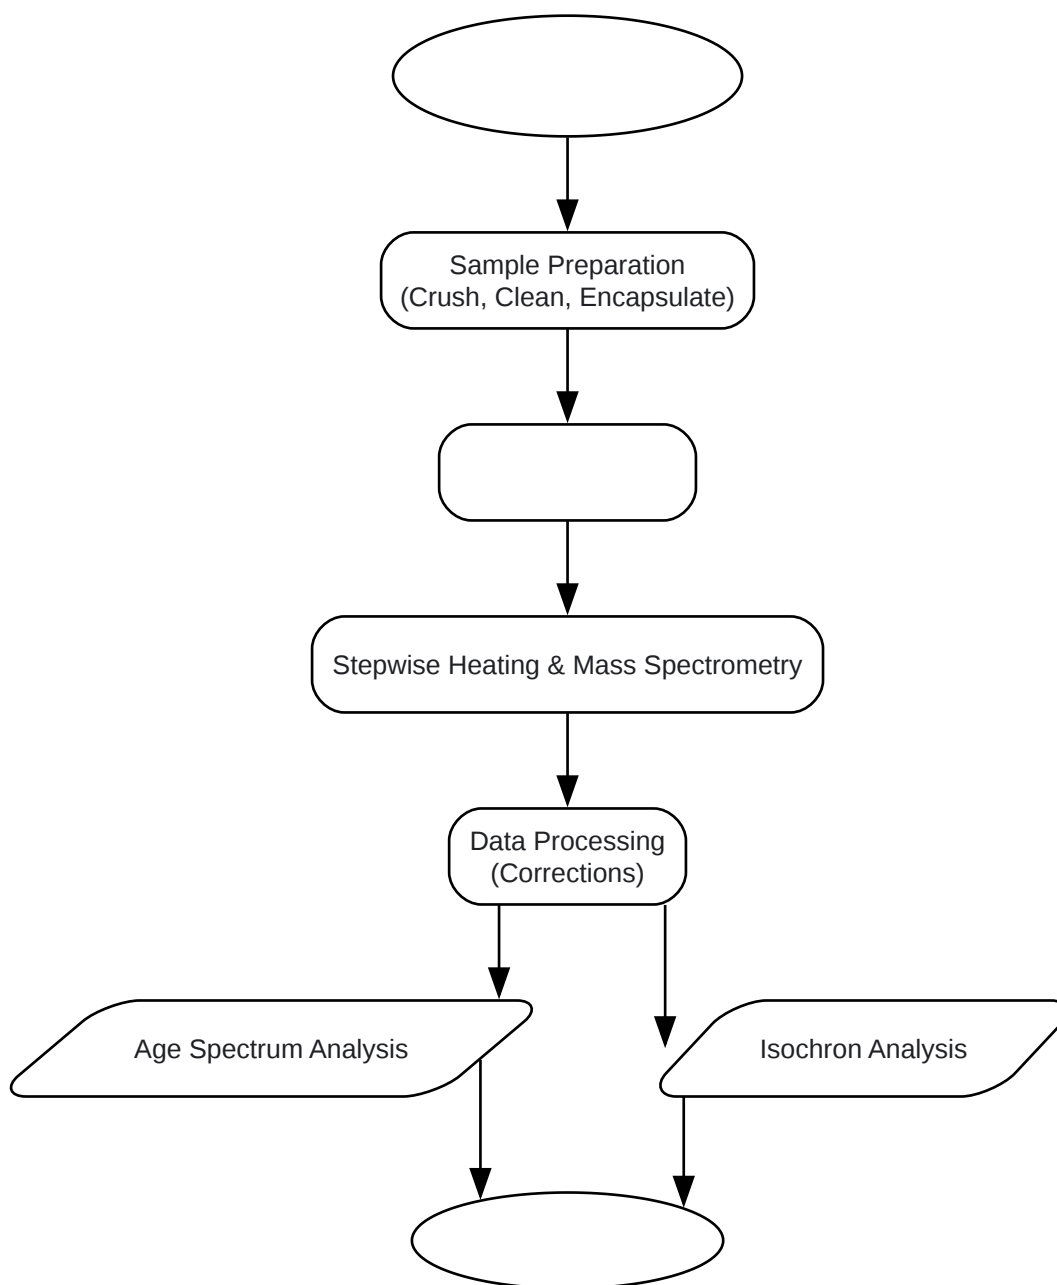 Sample Preparation
(Crush, Clean, Encapsulate)
Stepwise Heating & Mass Spectrometry
Data Processing
(Corrections)
Age Spectrum Analysis
Isochron Analysis